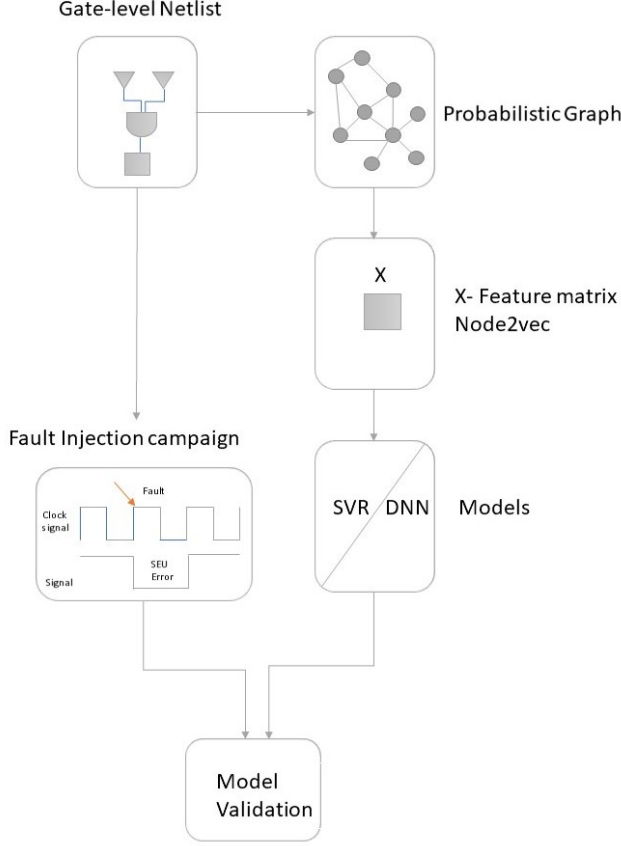 Gate-level Netlist
Probabilistic Graph
X
X- Feature matrix
Node2vec
Fault Injection campaign
Fault
Clock
signal
SEU
Error
Signal
SVR
DNN
Models
Model
Validation